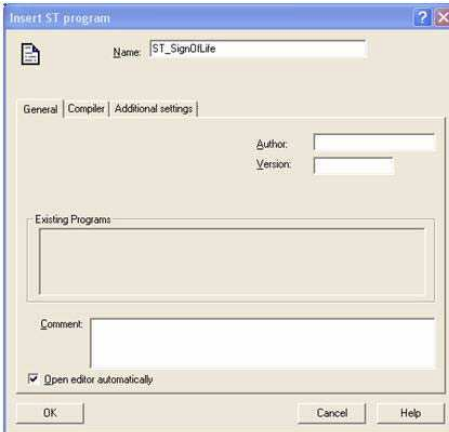 Insert ST program
Name: ST_SignOfLife
General Compiler Additional settings
Author:
Version:
Existing Programs
Comment:
Open editor automatically
OK Cancel Help